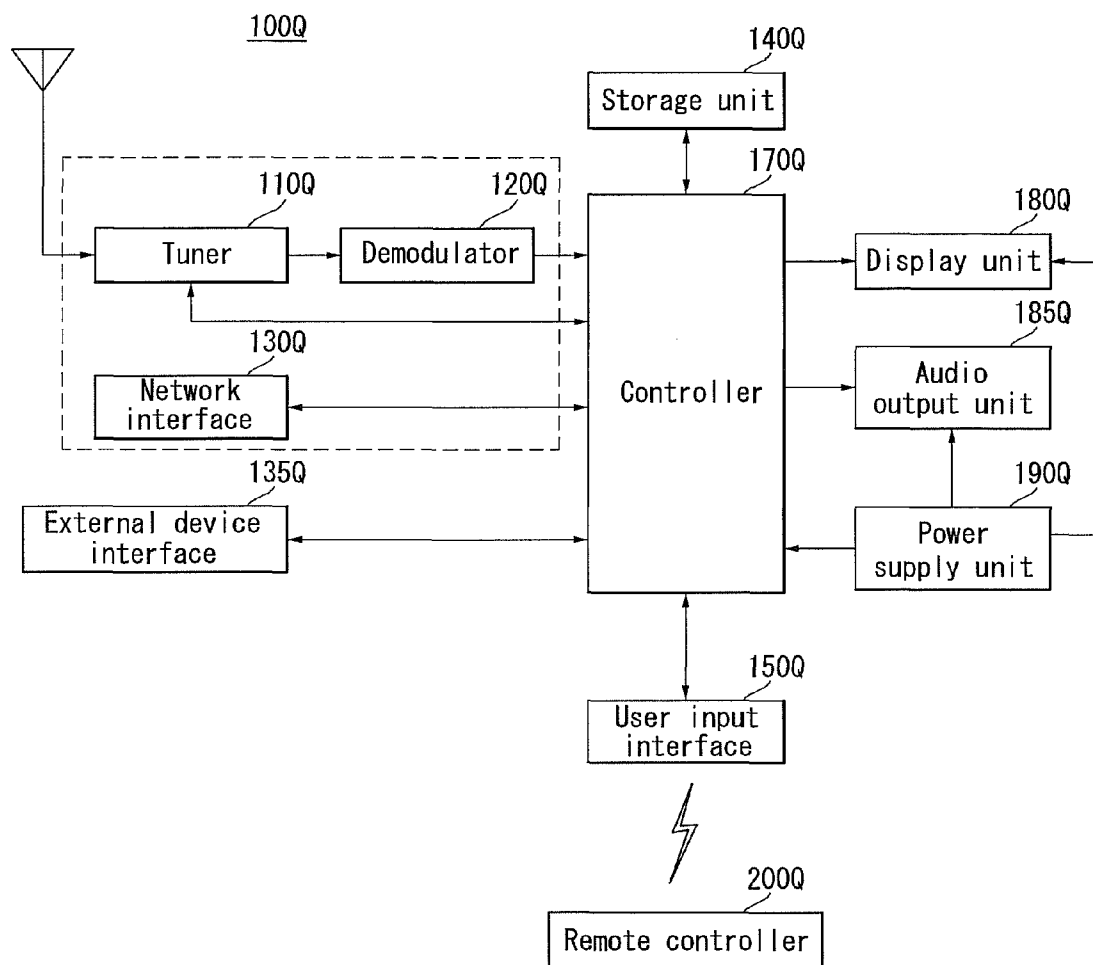 100Q
140Q
Storage unit
110Q
120Q
170Q
180Q
Tuner
Demodulator
Display unit
185Q
130Q
Network
interface
Controller
Audio
output unit
135Q
190Q
External device
interface
Power
supply unit
150Q
User input
interface
200Q
Remote controller